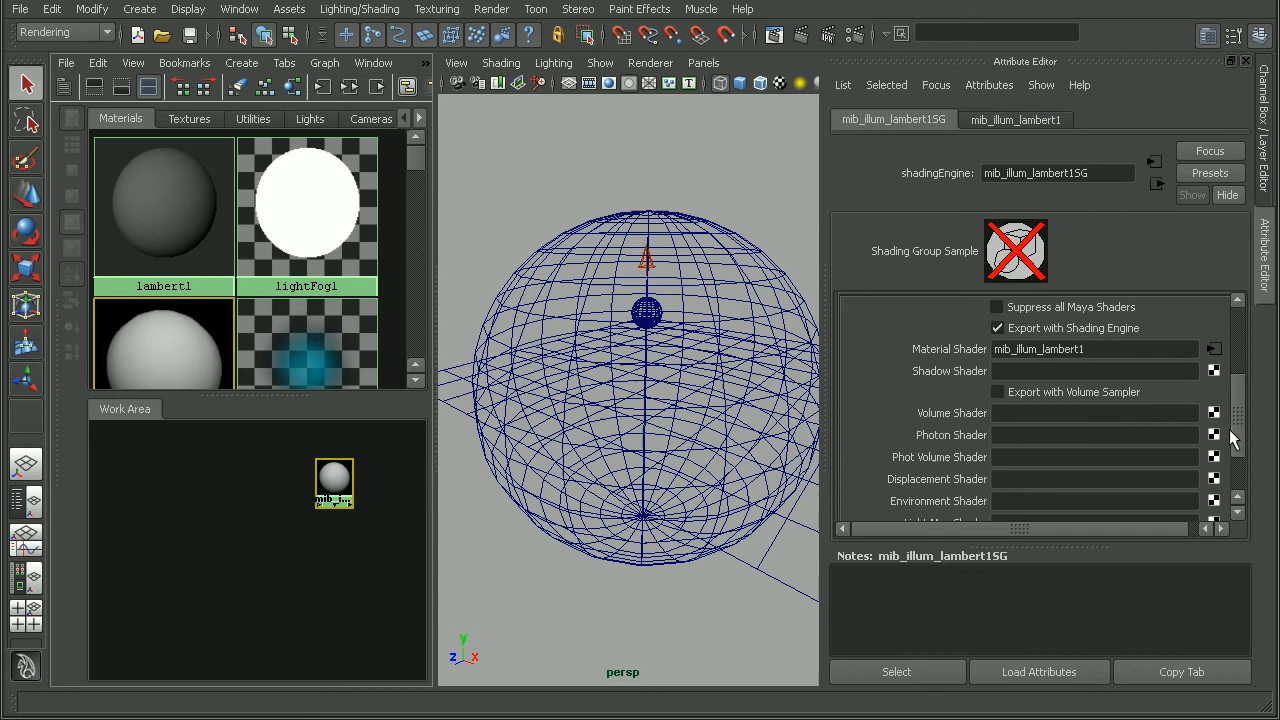 File Edit Modify Create Display Window Assets Lighting/Shading Texturing Render Toon Stereo Paint Effects Muscle Help
Rendering
File Edit View Bookmarks Create Tabs Graph Window »
View Shading Lighting Show Renderer Panels
Attribute Editor
List Selected Focus Attributes Show Help
Materials Textures Utilities Lights Cameras
mib_illum_lambert1SG mib_illum_lambert1
Focus
shadingEngine: mib_illum_lambert1SG
Presets
Show Hide
Shading Group Sample
lambert1 lightFog1
Suppress all Maya Shaders
Export with Shading Engine
Material Shader mib_illum_lambert1
Shadow Shader
Export with Volume Sampler
Volume Shader
Photon Shader
Phot Volume Shader
Displacement Shader
Environment Shader
Work Area
mib_i...
Notes: mib_illum_lambert1SG
y
z x
persp
Select Load Attributes Copy Tab
Channel Box / Layer Editor
Attribute Editor